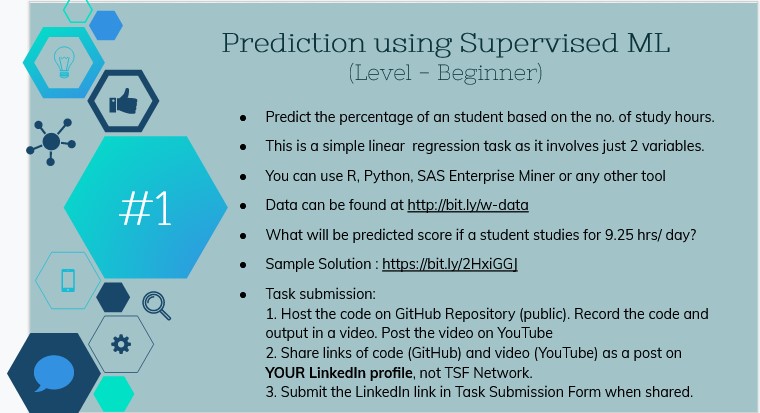 Prediction using Supervised ML
(Level - Beginner)
#1
● Predict the percentage of an student based on the no. of study hours.
● This is a simple linear regression task as it involves just 2 variables.
● You can use R, Python, SAS Enterprise Miner or any other tool
● Data can be found at http://bit.ly/w-data
● What will be predicted score if a student studies for 9.25 hrs/ day?
● Sample Solution : https://bit.ly/2HxiGGJ
● Task submission:
1. Host the code on GitHub Repository (public). Record the code and
output in a video. Post the video on YouTube
2. Share links of code (GitHub) and video (YouTube) as a post on
YOUR LinkedIn profile, not TSF Network.
3. Submit the LinkedIn link in Task Submission Form when shared.